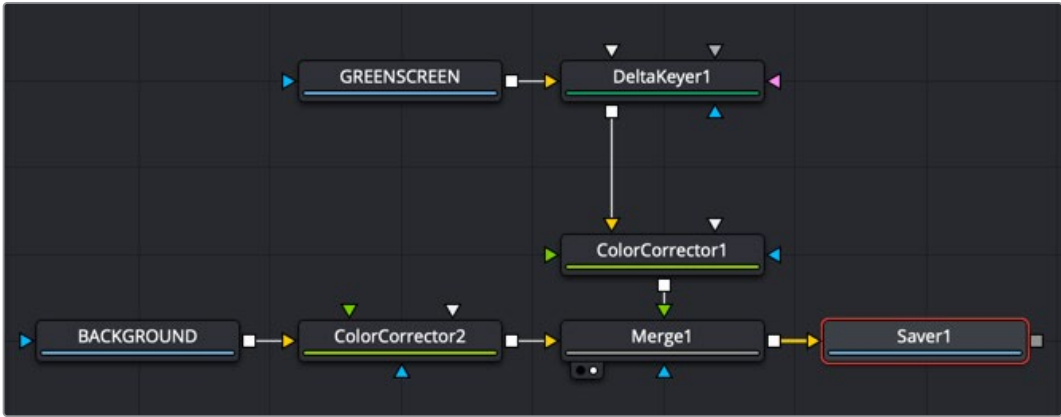 GREENSCREEN
DeltaKeyer1
ColorCorrector1
BACKGROUND
ColorCorrector2
Merge1
Saver1